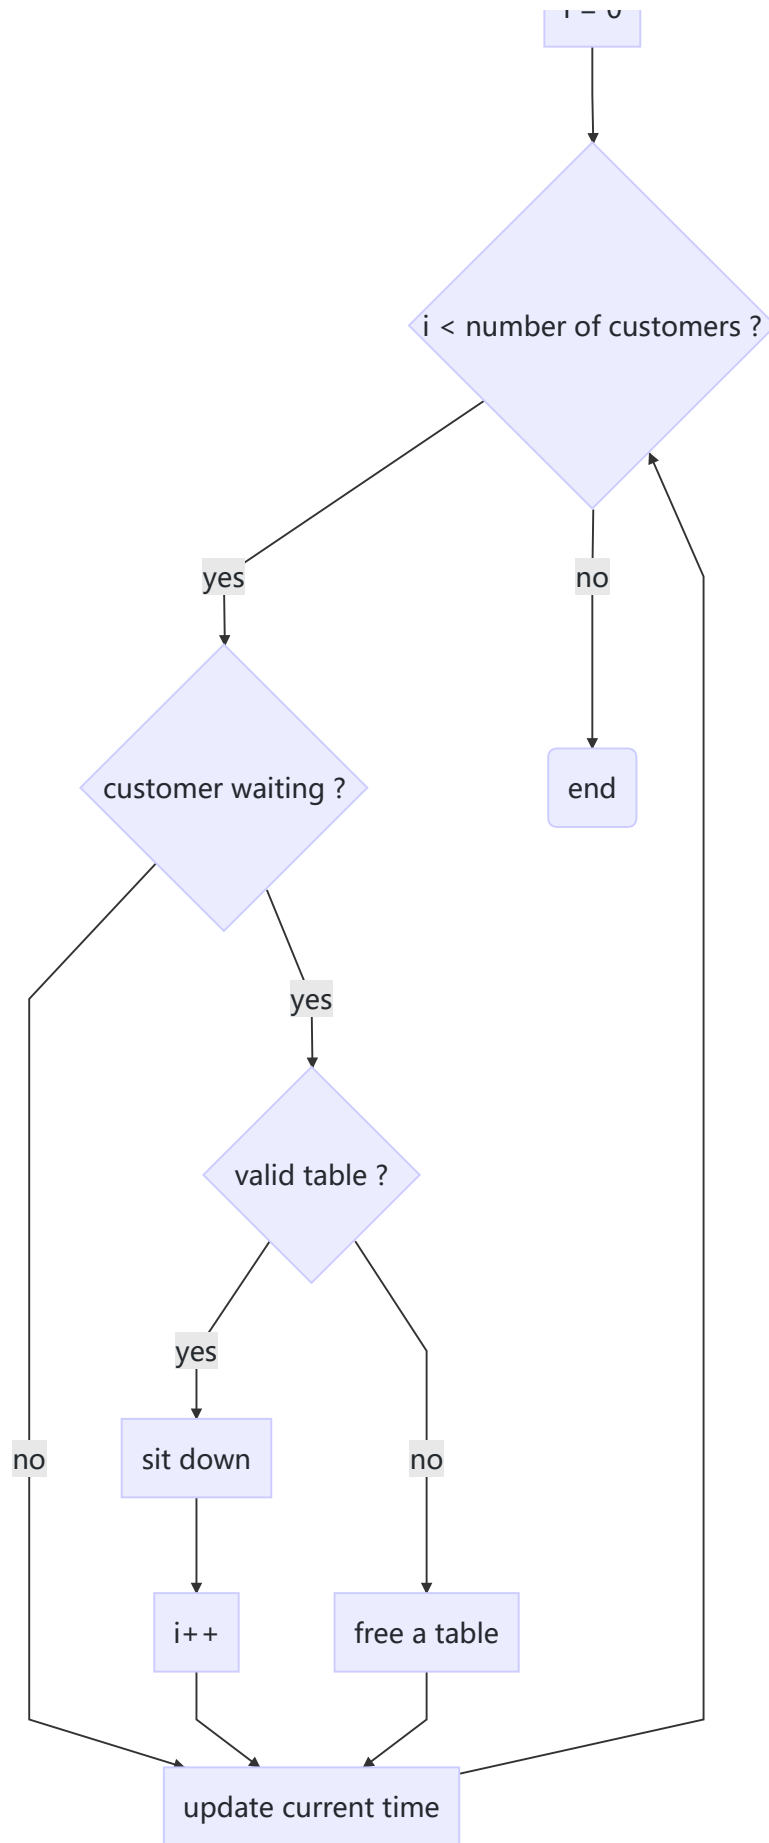 i < number of customers ?
yes
no
customer waiting ?
end
yes
valid table ?
yes
sit down
no
no
i++
free a table
update current time